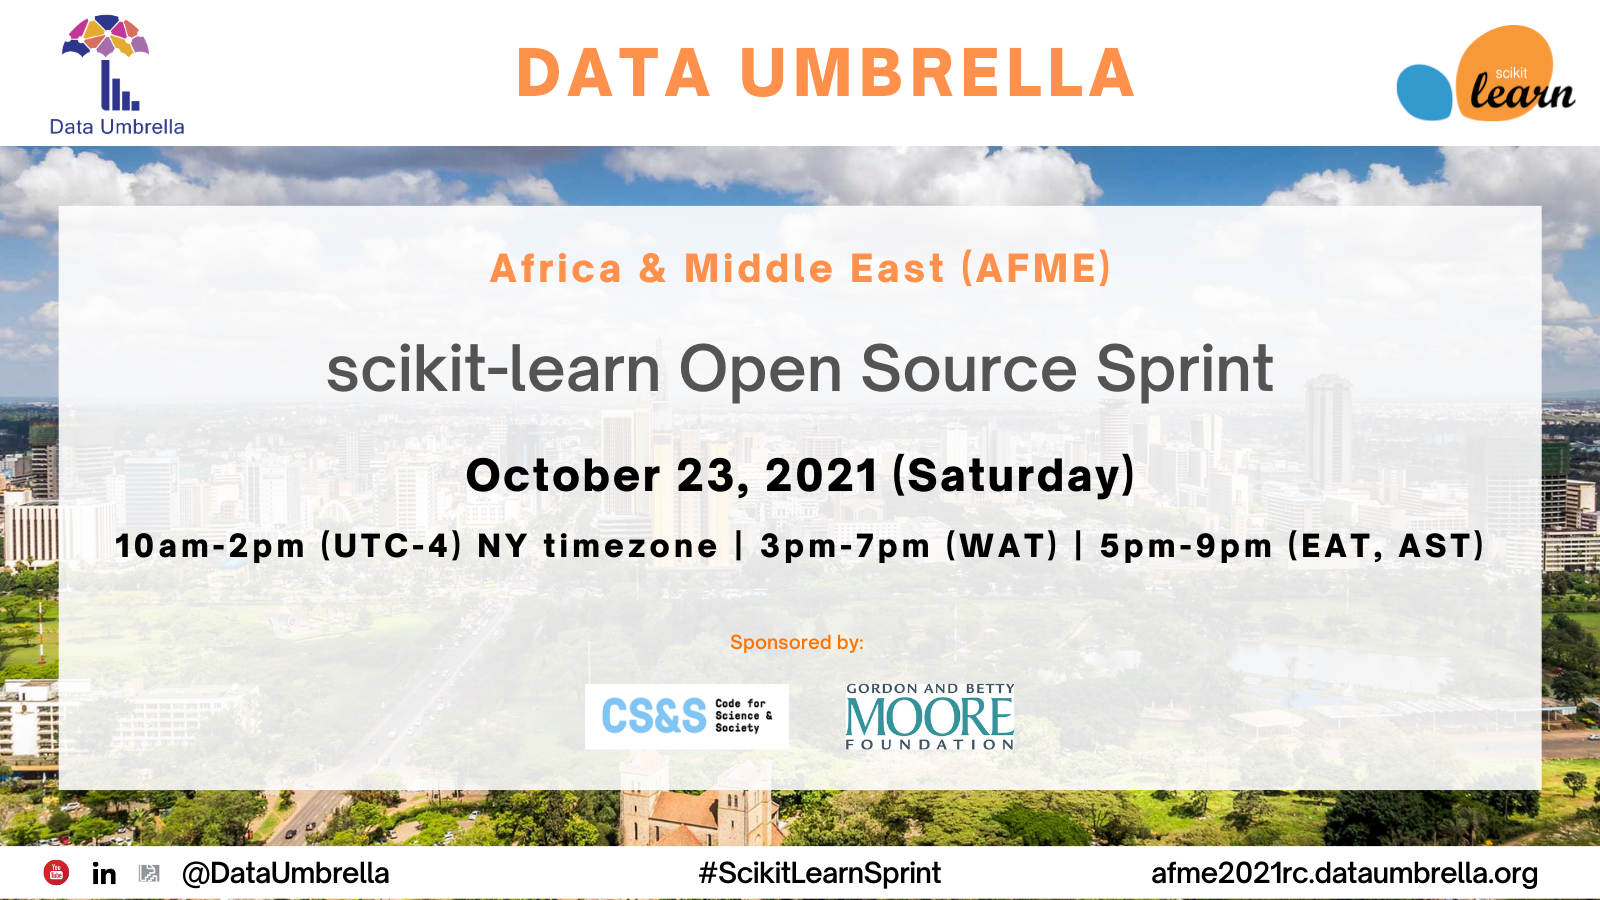 Data Umbrella
DATA UMBRELLA
scikit
learn
Africa & Middle East (AFME)
scikit-learn Open Source Sprint
October 23, 2021 (Saturday)
10am-2pm (UTC-4) NY timezone | 3pm-7pm (WAT) | 5pm-9pm (EAT, AST)
Sponsored by:
CS&S
Code for
Science &
Society
GORDON AND BETTY
MOORE
FOUNDATION
You
Tube
in
@DataUmbrella
#ScikitLearnSprint
afme2021rc.dataumbrella.org